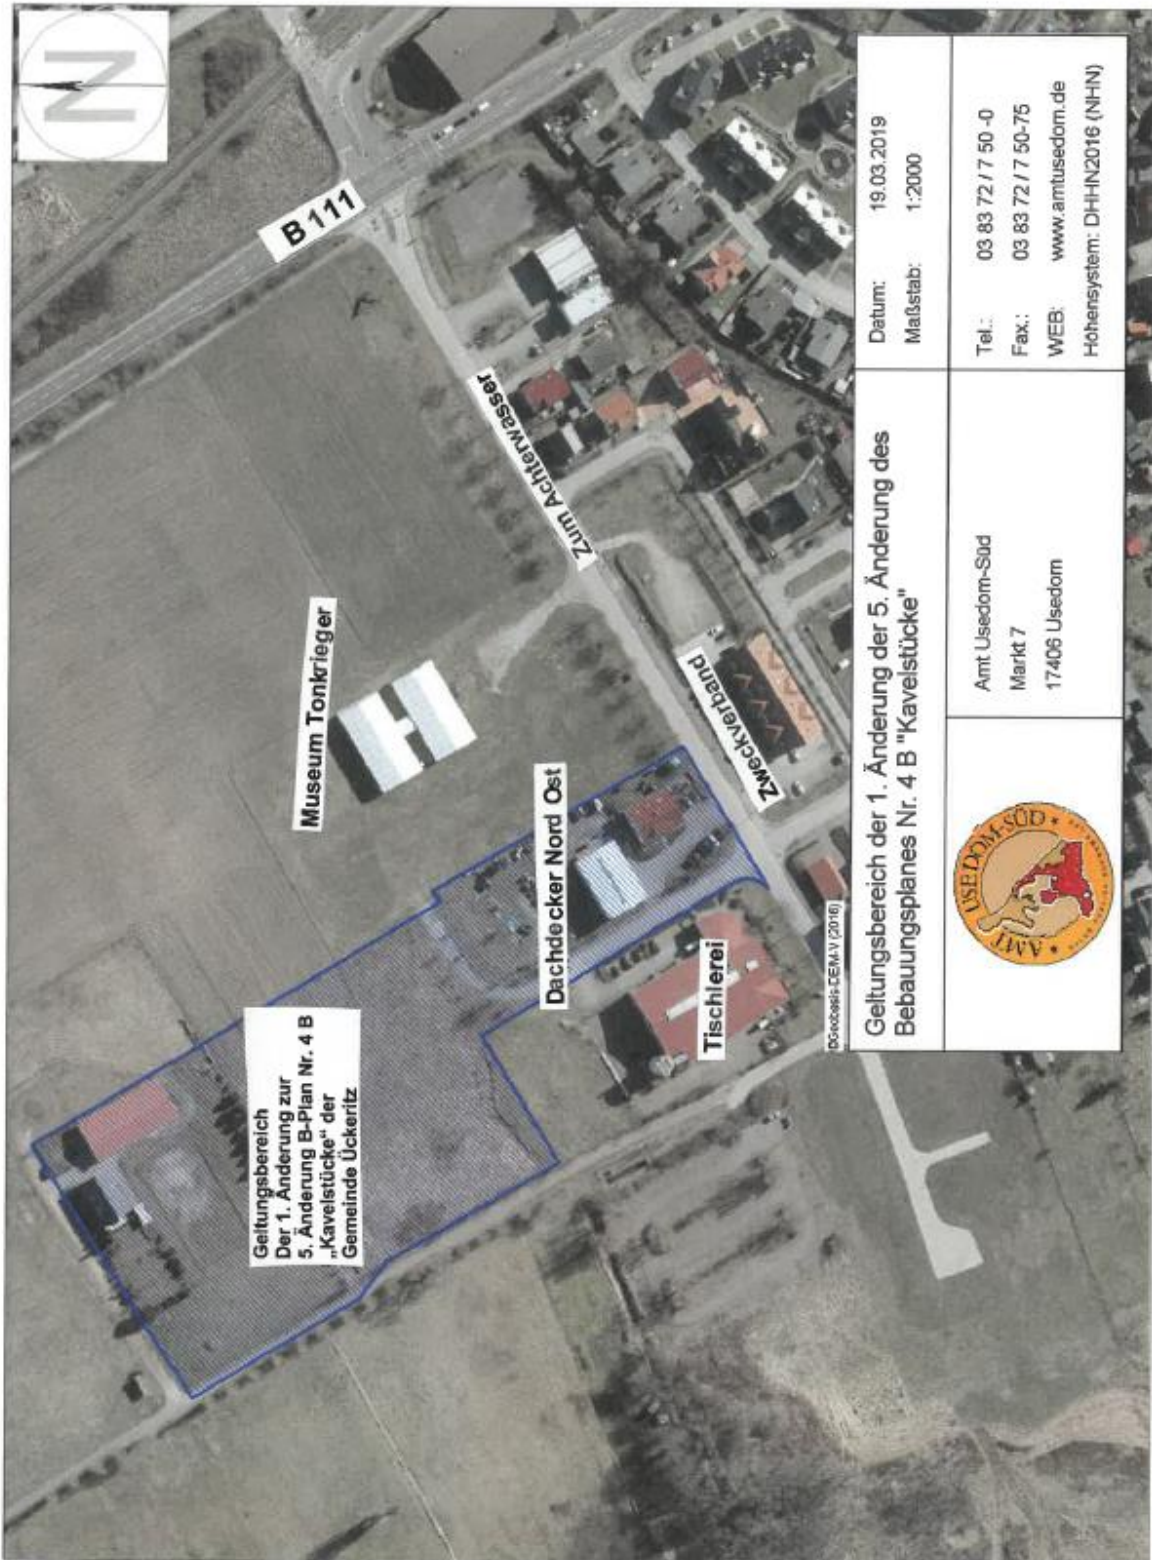 N
B 111
Museum Tonkrieger
Zum Achterwasser
Geltungsbereich
Der 1. Änderung zur
5. Änderung B-Plan Nr. 4 B
„Kavelstücke" der
Gemeinde Ückeritz
Dachdecker Nord Ost
Zweckverband
Tischlerei
Geltungsbereich der 1. Änderung der 5. Änderung des
Bebauungsplanes Nr. 4 B "Kavelstücke"
Datum: 19.03.2019
Maßstab: 1:2000
AMT USEDOM-SÜD
Amt Usedom-Süd
Markt 7
17406 Usedom
Tel.: 03 83 72 / 7 50 -0
Fax.: 03 83 72 / 7 50-75
WEB: www.amtusedom.de
Höhensystem: DHHN2016 (NHN)